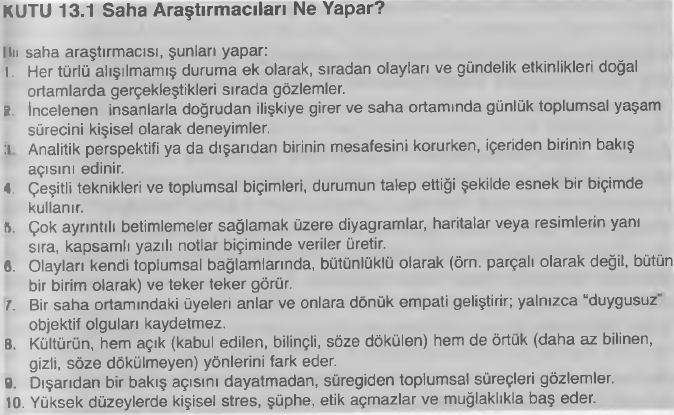 KUTU 13.1 Saha Araştırmacıları Ne Yapar?
Bir saha araştırmacısı, şunları yapar:
1. Her türlü alışılmamış duruma ek olarak, sıradan olayları ve gündelik etkinlikleri doğal
ortamlarda gerçekleştikleri sırada gözlemler.
2. İncelenen insanlarla doğrudan ilişkiye girer ve saha ortamında günlük toplumsal yaşam
sürecini kişisel olarak deneyimler.
3. Analitik perspektifi ya da dışarıdan birinin mesafesini korurken, içeriden birinin bakış
açısını edinir.
4. Çeşitli teknikleri ve toplumsal biçimleri, durumun talep ettiği şekilde esnek bir biçimde
kullanır.
5. Çok ayrıntılı betimlemeler sağlamak üzere diyagramlar, haritalar veya resimlerin yanı
sıra, kapsamlı yazılı notlar biçiminde veriler üretir.
6. Olayları kendi toplumsal bağlamlarında, bütünlüklü olarak (örn. parçalı olarak değil, bütün
bir birim olarak) ve teker teker görür.
7. Bir saha ortamındaki üyeleri anlar ve onlara dönük empati geliştirir; yalnızca "duygusuz"
objektif olguları kaydetmez.
8. Kültürün, hem açık (kabul edilen, bilinçli, söze dökülen) hem de örtük (daha az bilinen,
gizli, söze dökülmeyen) yönlerini fark eder.
9. Dışarıdan bir bakış açısını dayatmadan, süregiden toplumsal süreçleri gözlemler.
10. Yüksek düzeylerde kişisel stres, şüphe, etik açmazlar ve muğlaklıkla baş eder.